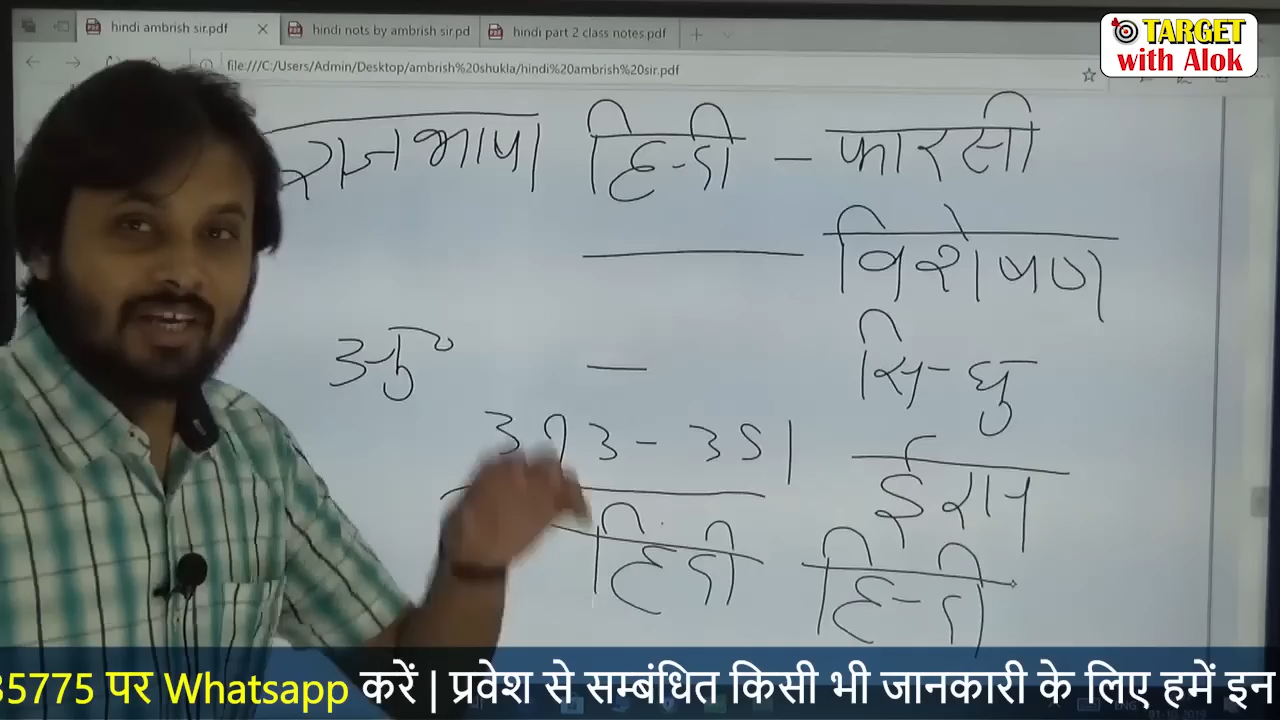 hindi ambrish sir.pdf hindi nots by ambrish sirpd hindi part 2 class notes.pdf
TARGET
with Alok
file:///C:/Users/Admin/Desktop/ambrish%20shukla/hindi%20ambrish%20sir.pdf
राजभाषा हिन्दी – फारसी
विशेषण
सिन्धु
ईरान
हिंदी हिन्दी
35775 पर Whatsapp करें | प्रवेश से सम्बंधित किसी भी जानकारी के लिए हमें इन